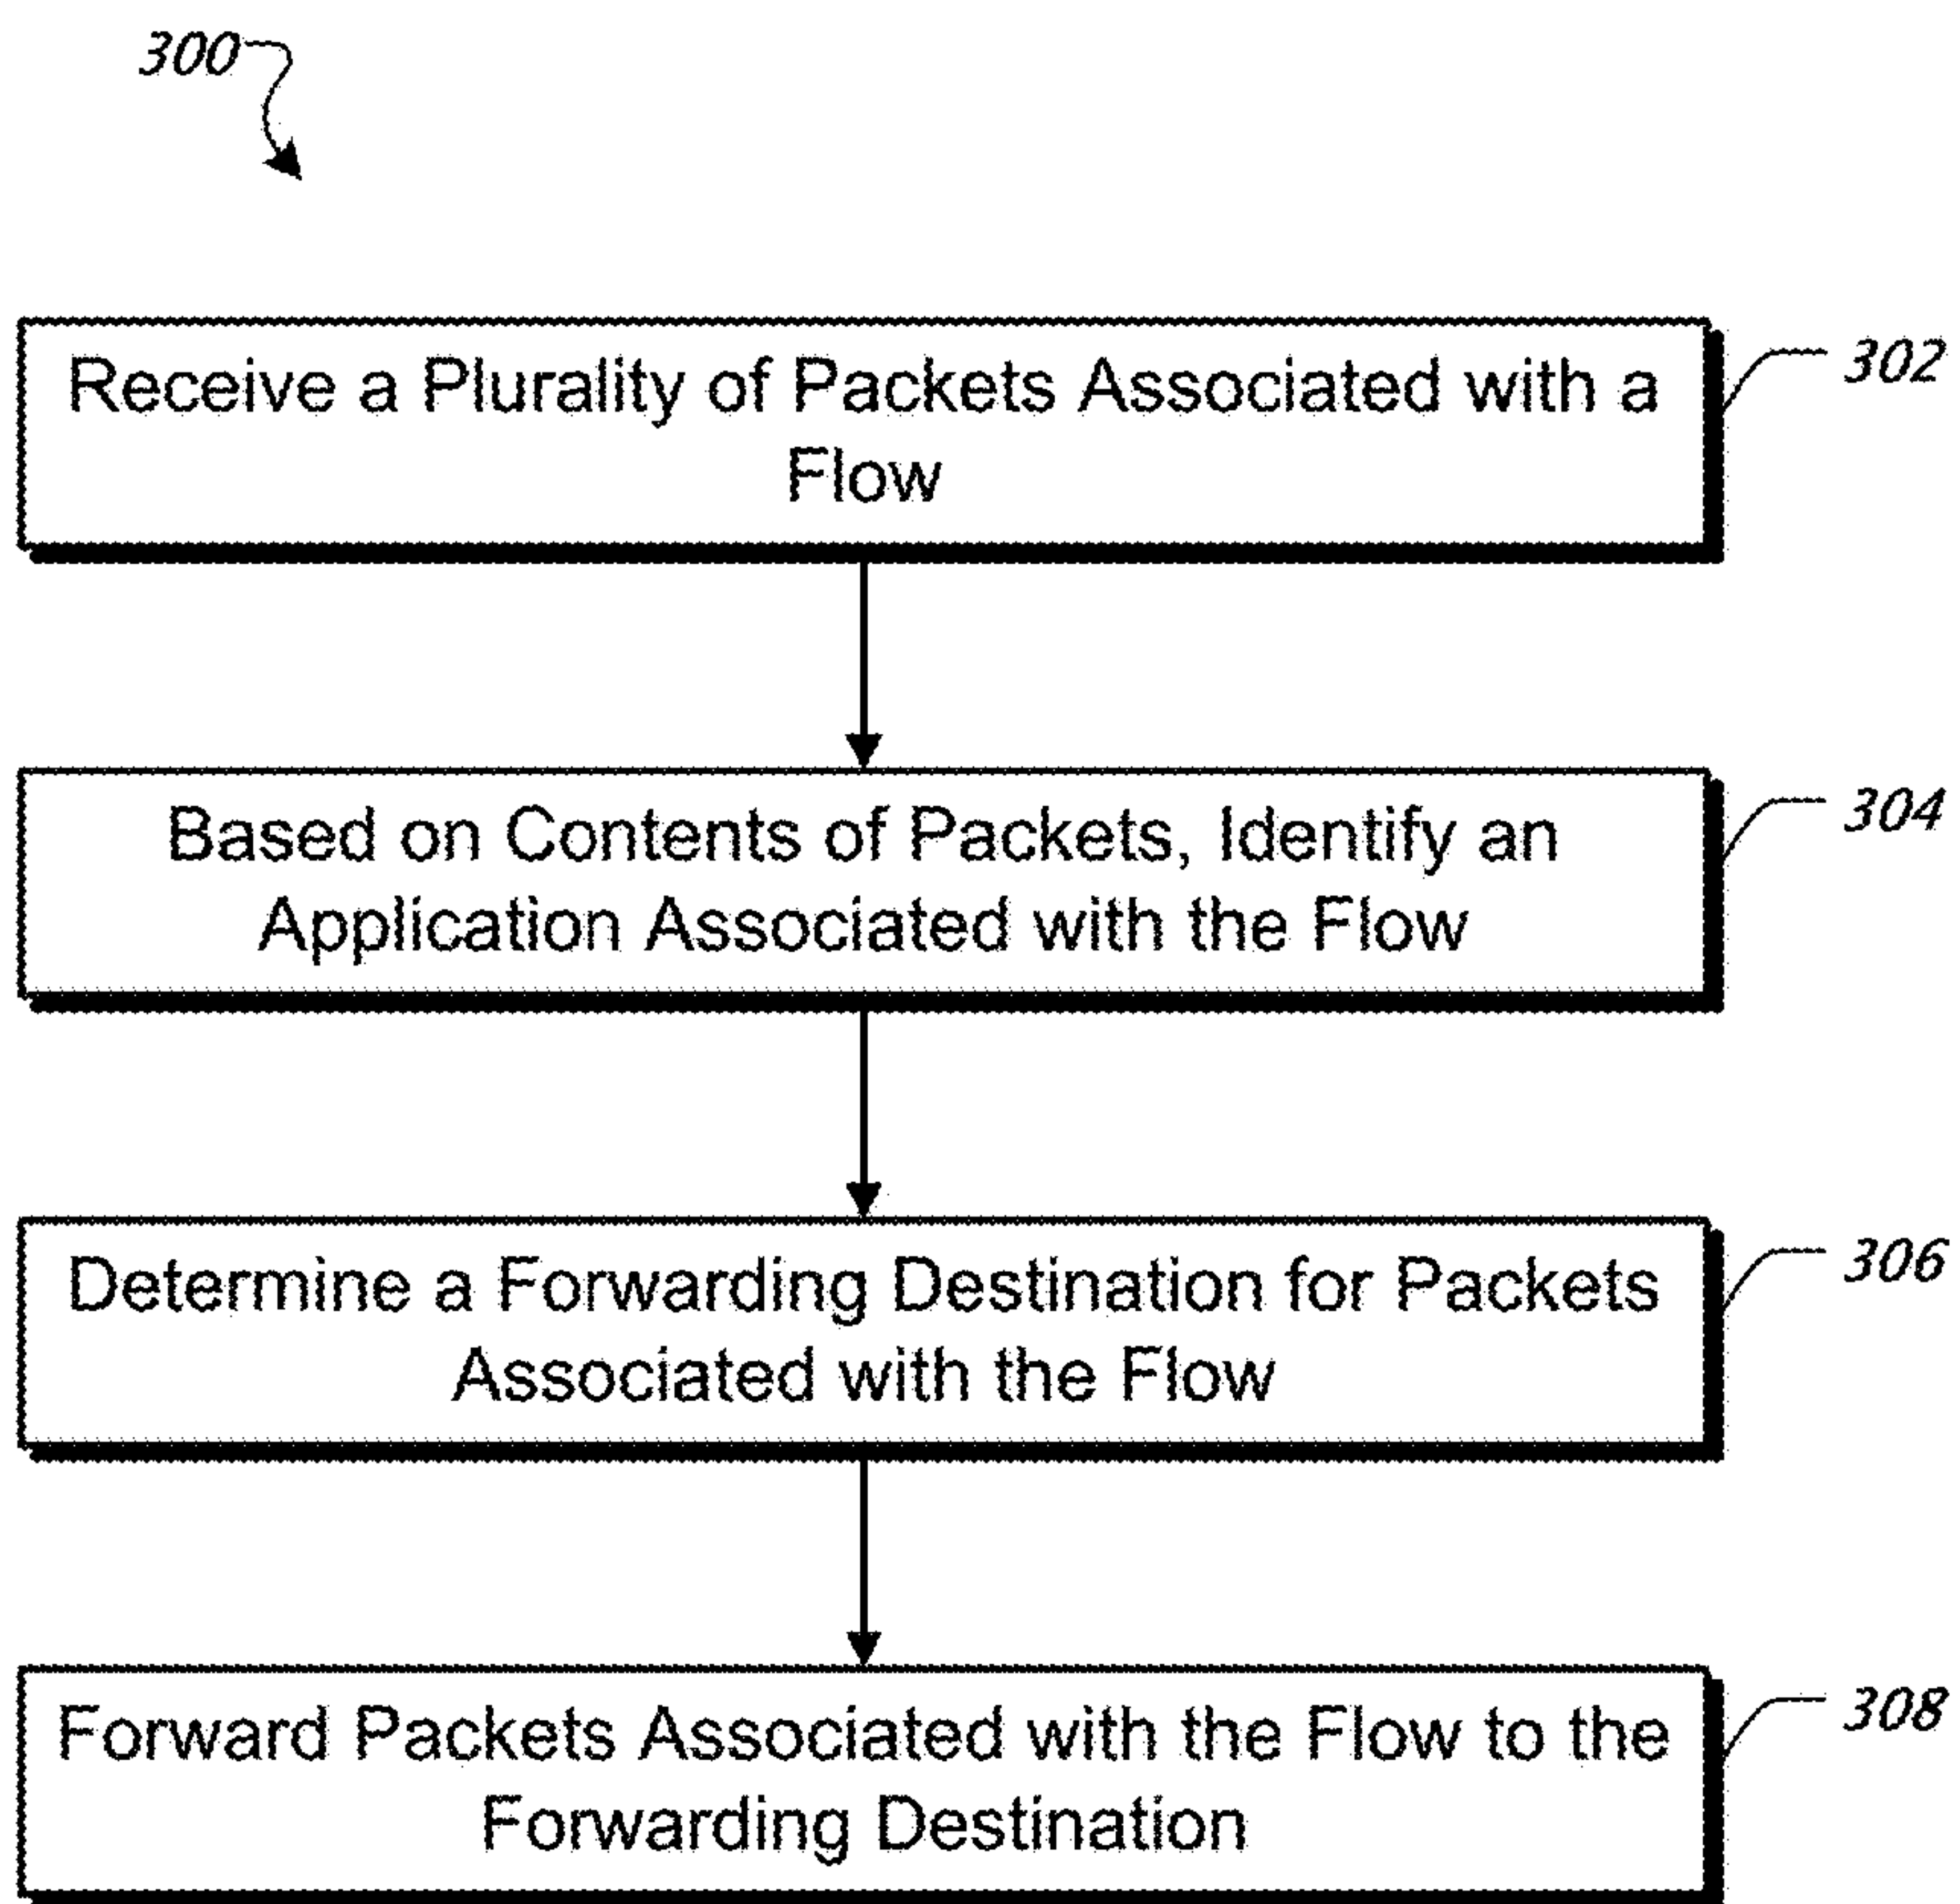 300
Receive a Plurality of Packets Associated with a
Flow
302
Based on Contents of Packets, Identify an
Application Associated with the Flow
304
Determine a Forwarding Destination for Packets
Associated with the Flow
306
Forward Packets Associated with the Flow to the
Forwarding Destination
308